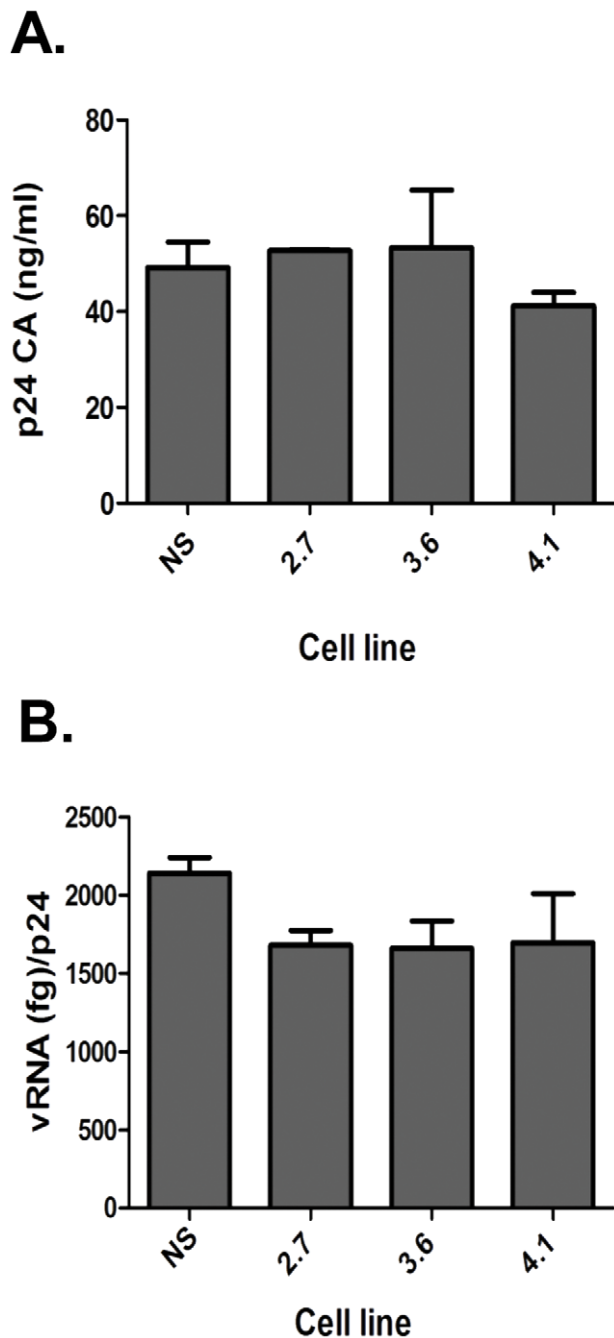 A.
p24 CA (ng/ml)
80
60
40
20
0
NS
2.7
3.6
4.1
Cell line
B.
vRNA (fg)/p24
2500
2000
1500
1000
500
0
NS
2.7
3.6
4.1
Cell line